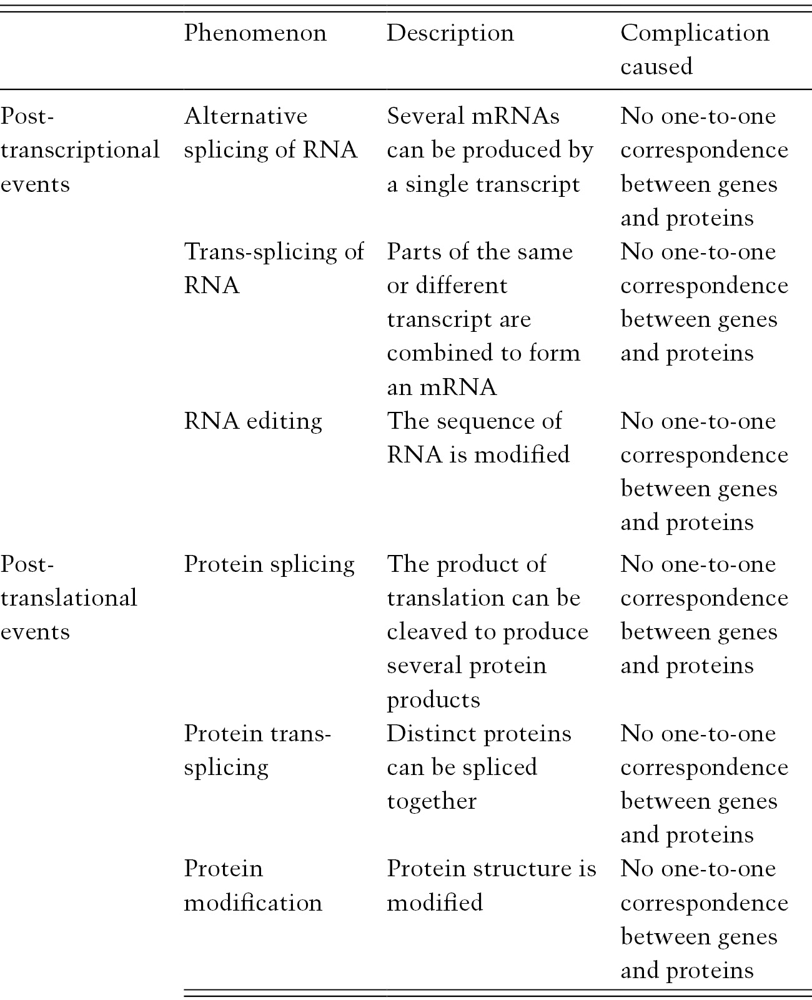 Phenomenon Description Complication
caused
Post- Alternative Several mRNAs No one-to-one
transcriptional splicing of RNA can be produced by correspondence
events a single transcript between genes
and proteins
Trans-splicing of Parts of the same No one-to-one
RNA or different correspondence
transcript are between genes
combined to form and proteins
an mRNA
RNA editing The sequence of No one-to-one
RNA is modified correspondence
between genes
and proteins
Post- Protein splicing The product of No one-to-one
translational translation can be correspondence
events cleaved to produce between genes
several protein and proteins
products
Protein trans- Distinct proteins No one-to-one
splicing can be spliced correspondence
together between genes
and proteins
Protein Protein structure is No one-to-one
modification modified correspondence
between genes
and proteins